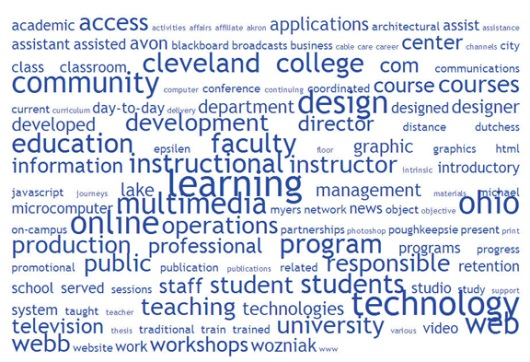 academic access activities affairs affiliate akron applications architectural assist assistance
assistant assisted avon blackboard broadcasts business cable care career center channels city
class classroom cleveland college com communications
community computer conference continuing coordinated course courses
current curriculum day-to-day delivery department design designed designer
developed development director distance dutchess
education epsilen faculty floor graphic graphics html
information instructional instructor intrinsic introductory
javascript journeys lake learning management materials michael
microcomputer multimedia myers network news object objective ohio
on-campus online operations partnerships photoshop poughkeepsie present print
production professional program programs progress
promotional public publication publications related responsible retention
school served sessions staff student students studio study support
system taught teacher teaching technologies technology
television thesis traditional train trained university various video web
webb website work workshops wozniak www